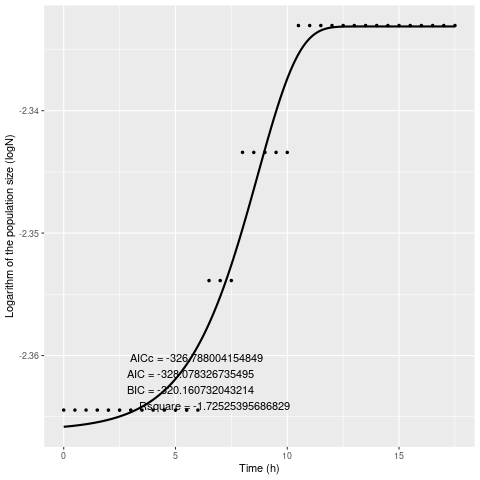 -2.34
-2.35
-2.36
Logarithm of the population size (logN)
AICc = -326.788004154849
AIC = -328.078326735495
BIC = -320.160732043214
Rsquare = -1.72525395686829
0 5 10 15
Time (h)